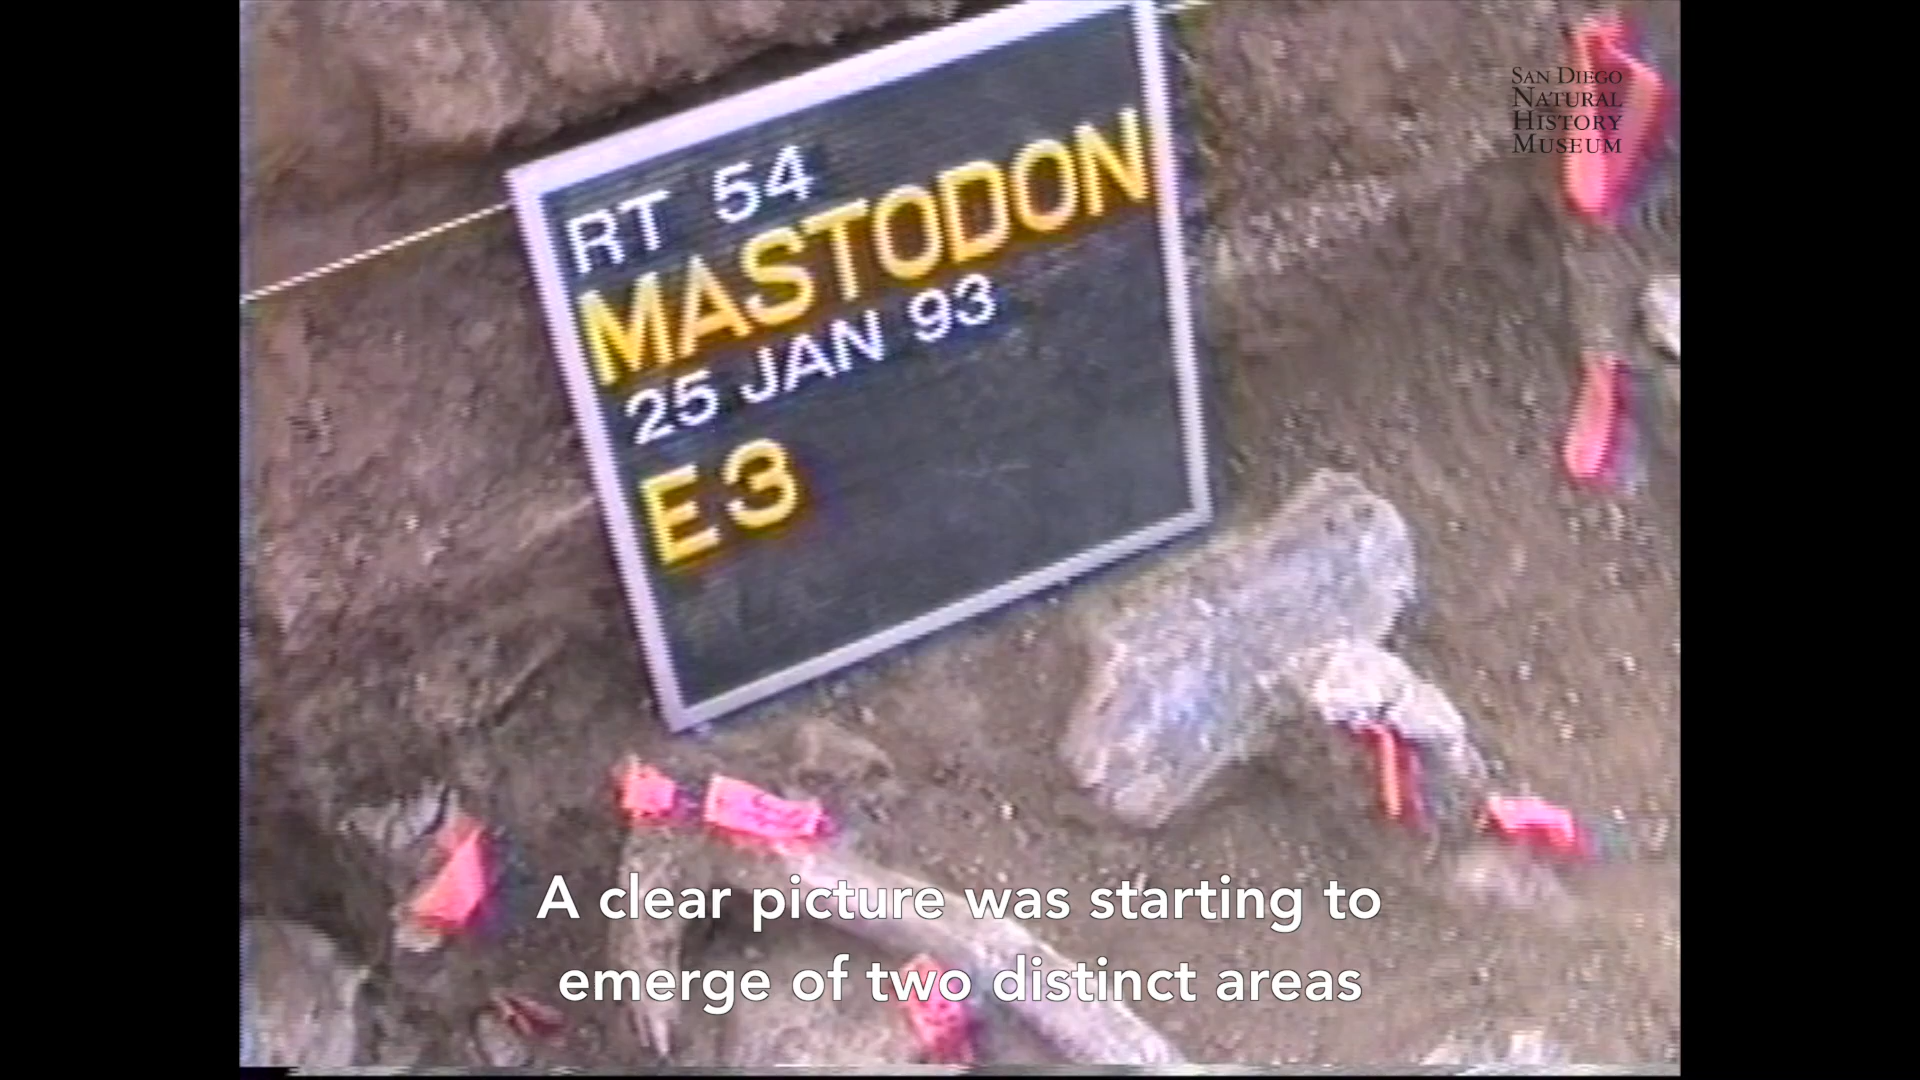 SAN DIEGO
NATURAL
HISTORY
MUSEUM
RT 54
MASTODON
25 JAN 93
E3
A clear picture was starting to
emerge of two distinct areas